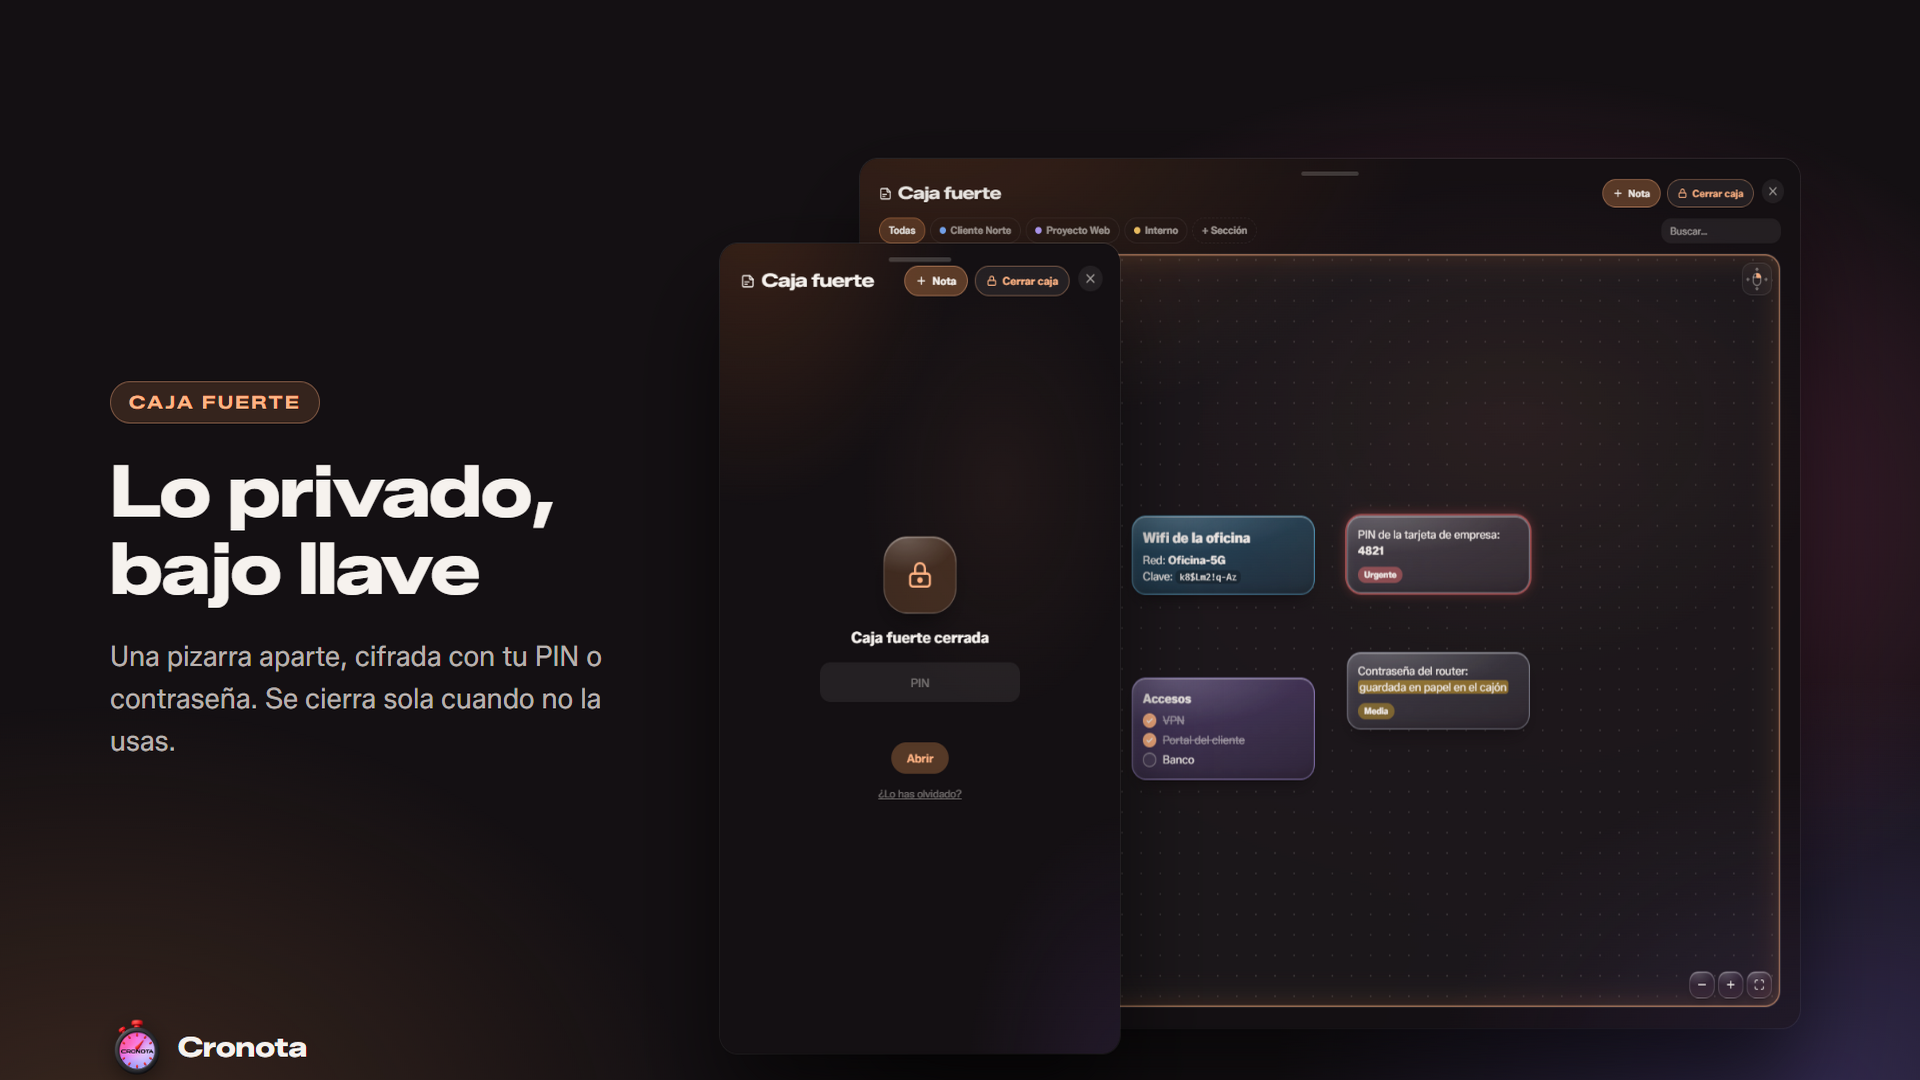 CAJA FUERTE
Lo privado,
bajo llave
Una pizarra aparte, cifrada con tu PIN o
contraseña. Se cierra sola cuando no la
usas.
CRONOTA
Cronota
Caja fuerte
+ Nota
Cerrar caja
Todas
Cliente Norte
Proyecto Web
Interno
+ Sección
Buscar...
Caja fuerte
+ Nota
Cerrar caja
Caja fuerte cerrada
PIN
Abrir
¿Lo has olvidado?
Wifi de la oficina
Red: Oficina-5G
Clave: k8$Lm2!q-Az
PIN de la tarjeta de empresa:
4821
Urgente
Accesos
VPN
Portal del cliente
Banco
Contraseña del router:
guardada en papel en el cajón
Media